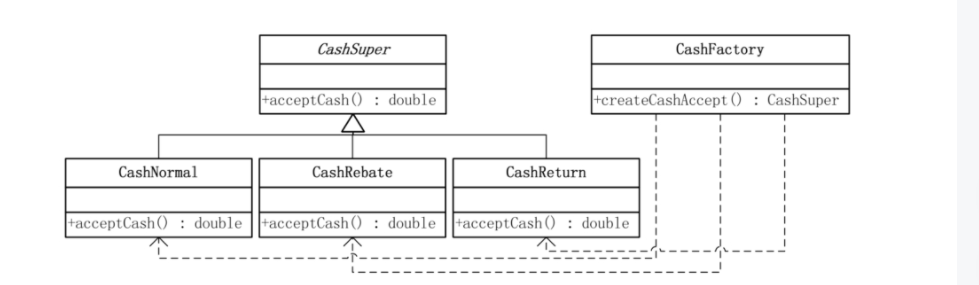 CashSuper
+acceptCash() : double
CashFactory
+createCashAccept() : CashSuper
CashNormal
+acceptCash() : double
CashRebate
+acceptCash() : double
CashReturn
+acceptCash() : double